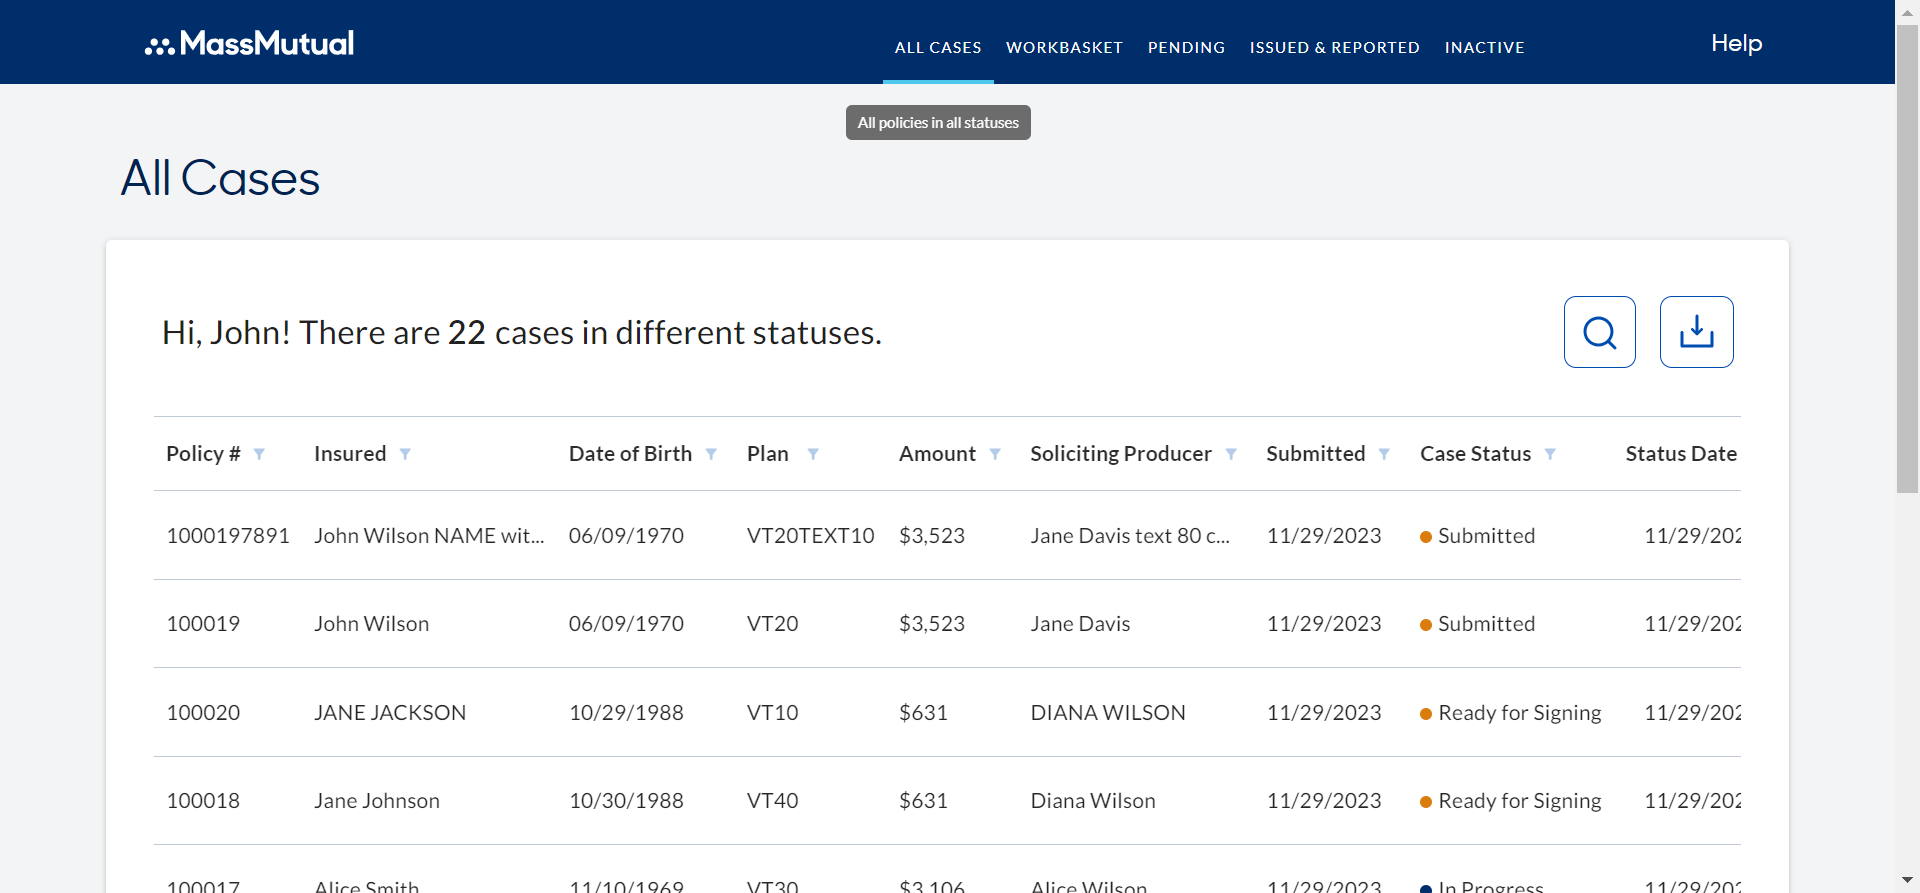 MassMutual
ALL CASES WORKBASKET PENDING ISSUED & REPORTED INACTIVE Help
All policies in all statuses
All Cases
Hi, John! There are 22 cases in different statuses.
Policy # Insured Date of Birth Plan Amount Soliciting Producer Submitted Case Status Status Date
1000197891 John Wilson NAME wit... 06/09/1970 VT20TEXT10 $3,523 Jane Davis text 80 c... 11/29/2023 Submitted 11/29/202
100019 John Wilson 06/09/1970 VT20 $3,523 Jane Davis 11/29/2023 Submitted 11/29/202
100020 JANE JACKSON 10/29/1988 VT10 $631 DIANA WILSON 11/29/2023 Ready for Signing 11/29/202
100018 Jane Johnson 10/30/1988 VT40 $631 Diana Wilson 11/29/2023 Ready for Signing 11/29/202
100017 Alice Smith 11/10/1969 VT30 $3,106 Alice Wilson 11/29/2023 In Progress 11/29/202